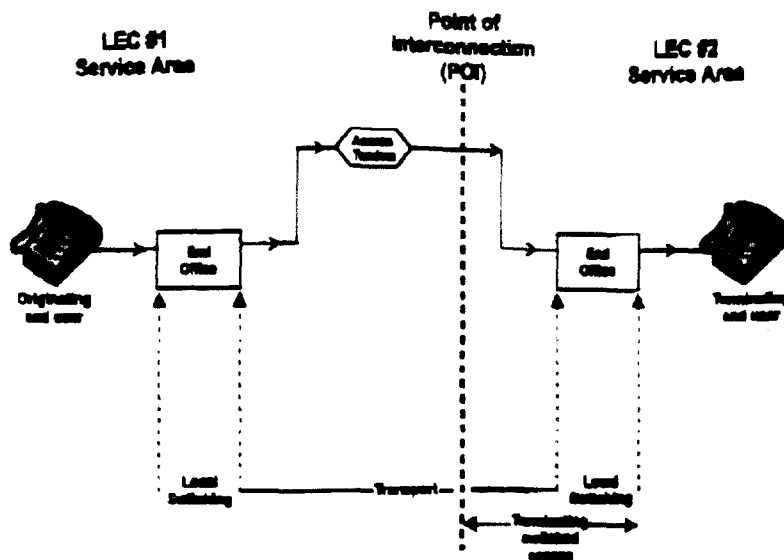 LEC #1
Service Area
Point of
Interconnection
(POI)
LEC #2
Service Area
Access
Tandem
End
Office
End
Office
Originating
end user
Terminating
end user
Local
Switching
Transport
Local
Switching
Terminating
switched
access